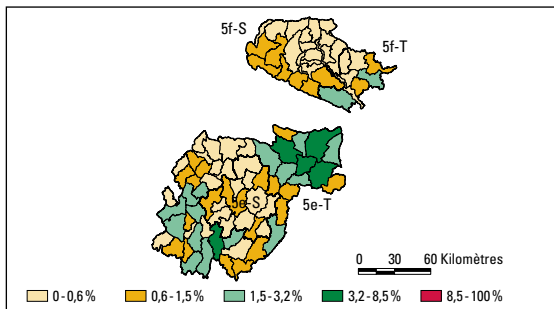 5f-S
5f-T
5e-S
5e-T
0 30 60 Kilomètres
0-0,6% 0,6-1,5% 1,5-3,2% 3,2-8,5% 8,5-100%